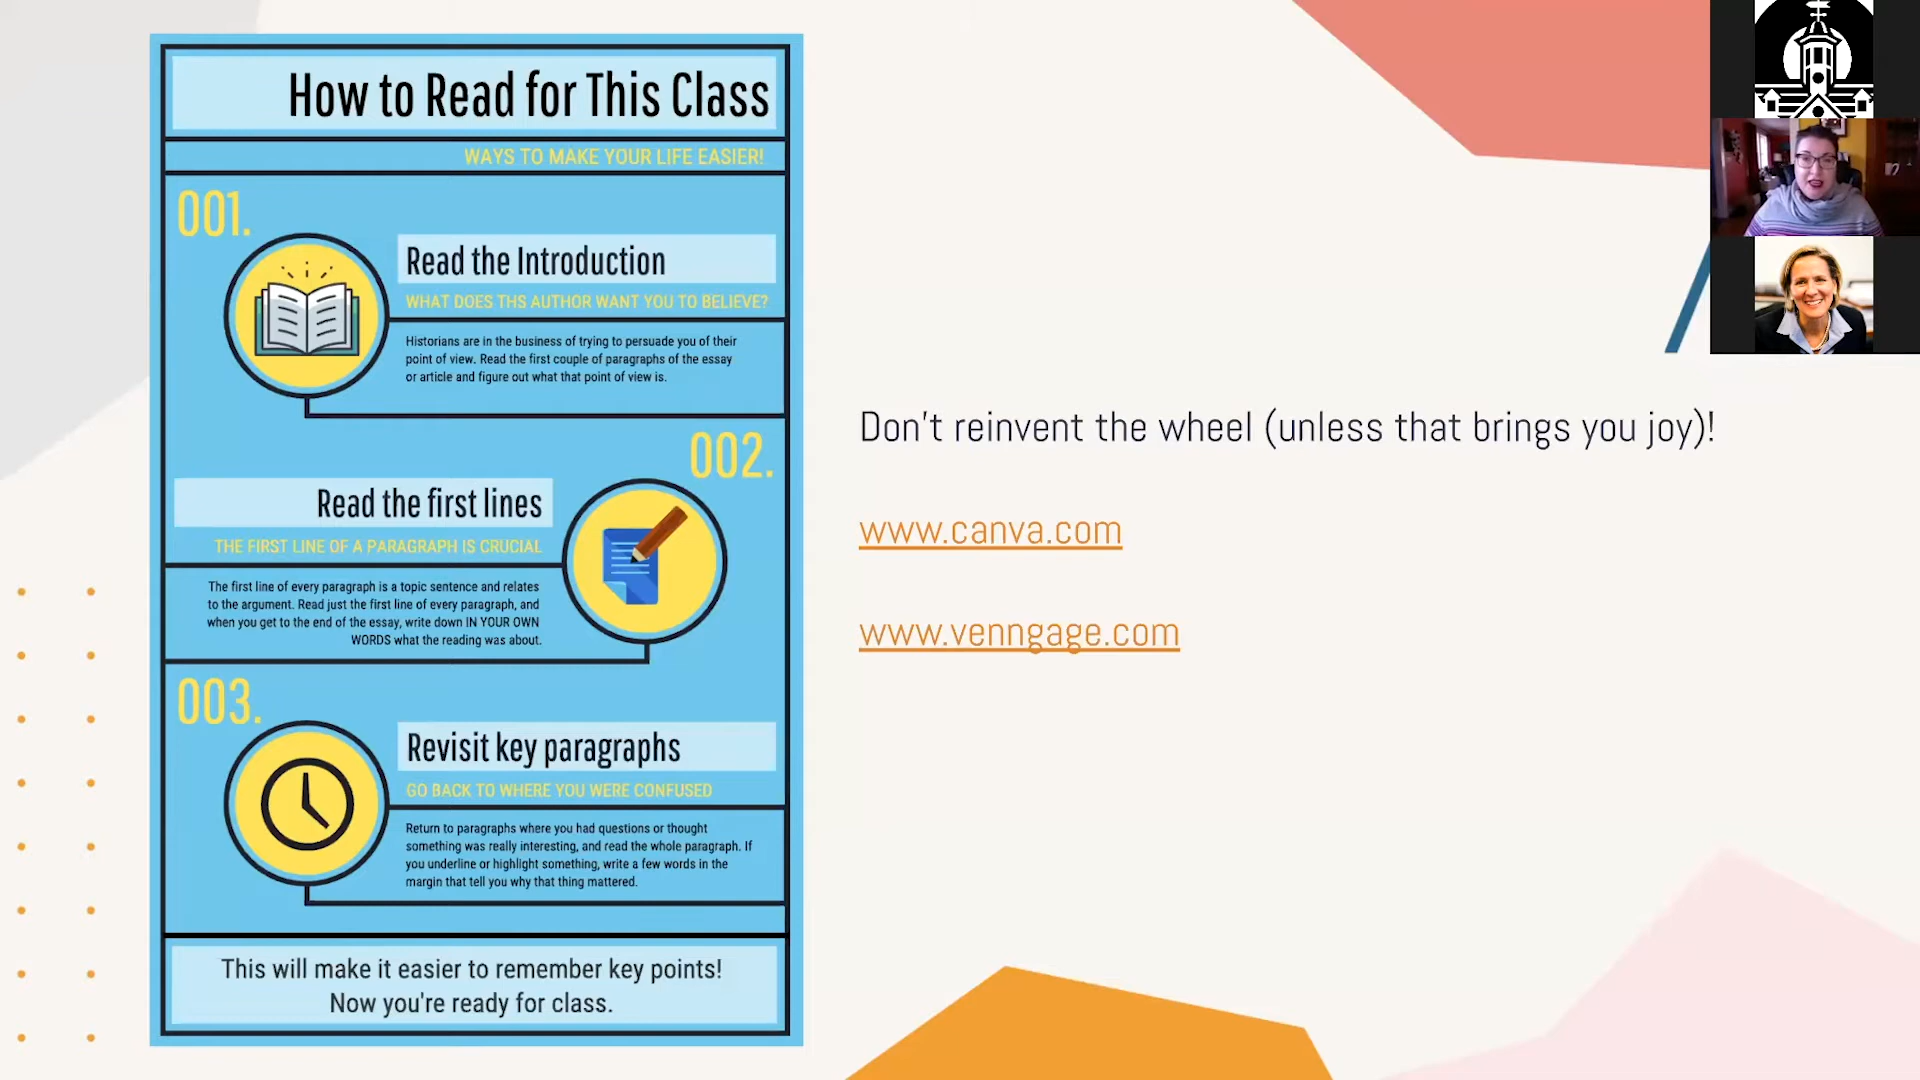 How to Read for This Class
WAYS TO MAKE YOUR LIFE EASIER!
001.
Read the Introduction
WHAT DOES THS AUTHOR WANT YOU TO BELIEVE?
Historians are in the business of trying to persuade you of their
point of view. Read the first couple of paragraphs of the essay
or article and figure out what that point of view is.
002.
Read the first lines
THE FIRST LINE OF A PARAGRAPH IS CRUCIAL
The first line of every paragraph is a topic sentence and relates
to the argument. Read just the first line of every paragraph, and
when you get to the end of the essay, write down IN YOUR OWN
WORDS what the reading was about.
003.
Revisit key paragraphs
GO BACK TO WHERE YOU WERE CONFUSED
Return to paragraphs where you had questions or thought
something was really interesting, and read the whole paragraph. If
you underline or highlight something, write a few words in the
margin that tell you why that thing mattered.
This will make it easier to remember key points!
Now you're ready for class.
Don't reinvent the wheel (unless that brings you joy)!
www.canva.com
www.venngage.com